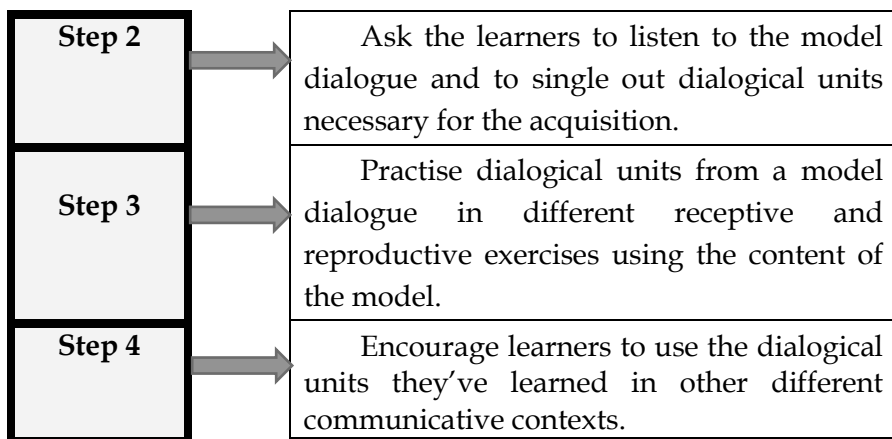 Step 2
Ask the learners to listen to the model
dialogue and to single out dialogical units
necessary for the acquisition.
Step 3
Practise dialogical units from a model
dialogue in different receptive and
reproductive exercises using the content of
the model.
Step 4
Encourage learners to use the dialogical
units they've learned in other different
communicative contexts.